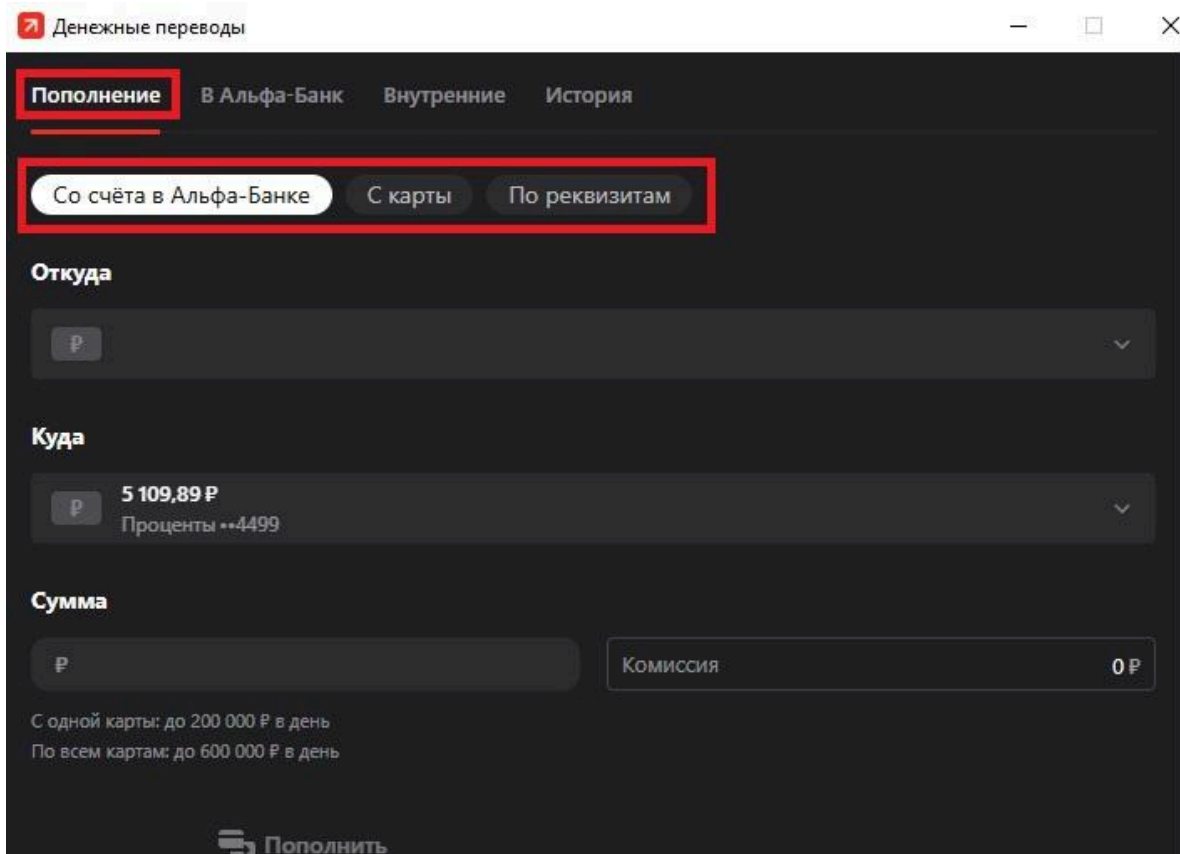 Денежные переводы
Пополнение В Альфа-Банк Внутренние История
Со счёта в Альфа-Банке С карты По реквизитам
Откуда
₽
Куда
₽ 5 109,89 ₽
Проценты ••4499
Сумма
₽ Комиссия 0 ₽
С одной карты: до 200 000 ₽ в день
По всем картам: до 600 000 ₽ в день
Пополнить